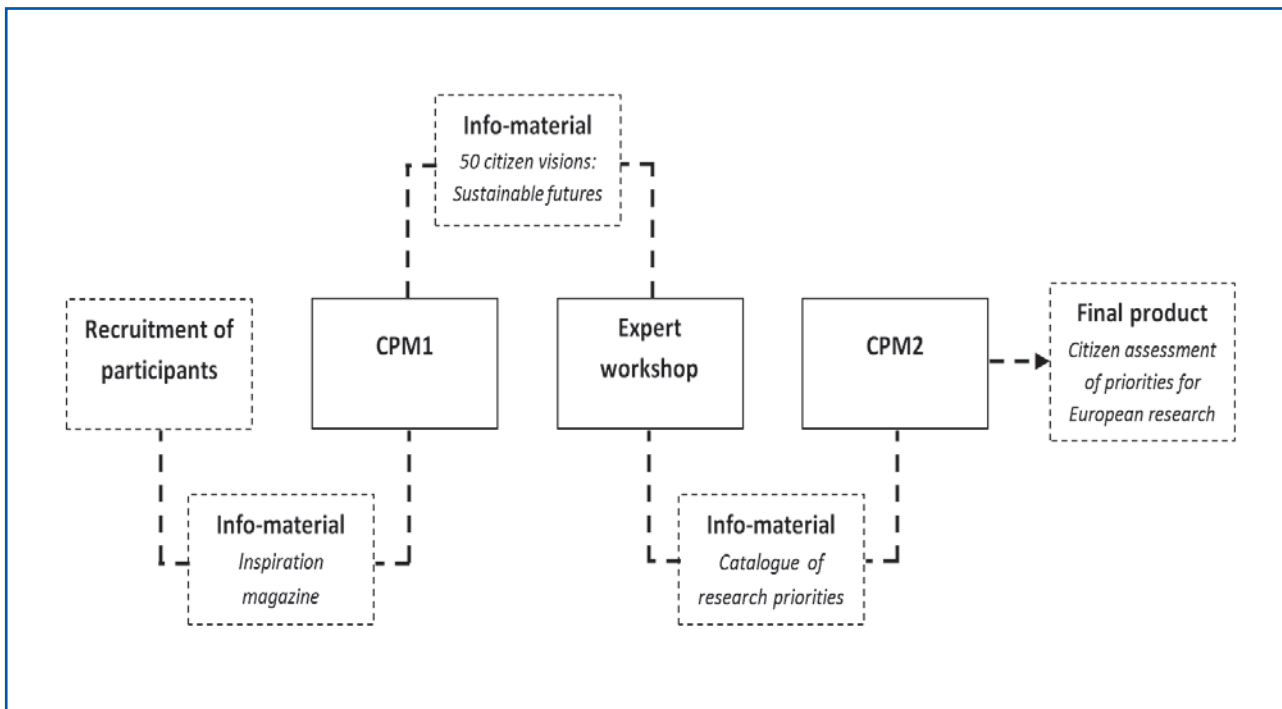 Recruitment of
participants
Info-material
Inspiration
magazine
CPM1
Info-material
50 citizen visions:
Sustainable futures
Expert
workshop
Info-material
Catalogue of
research priorities
CPM2
Final product
Citizen assessment
of priorities for
European research